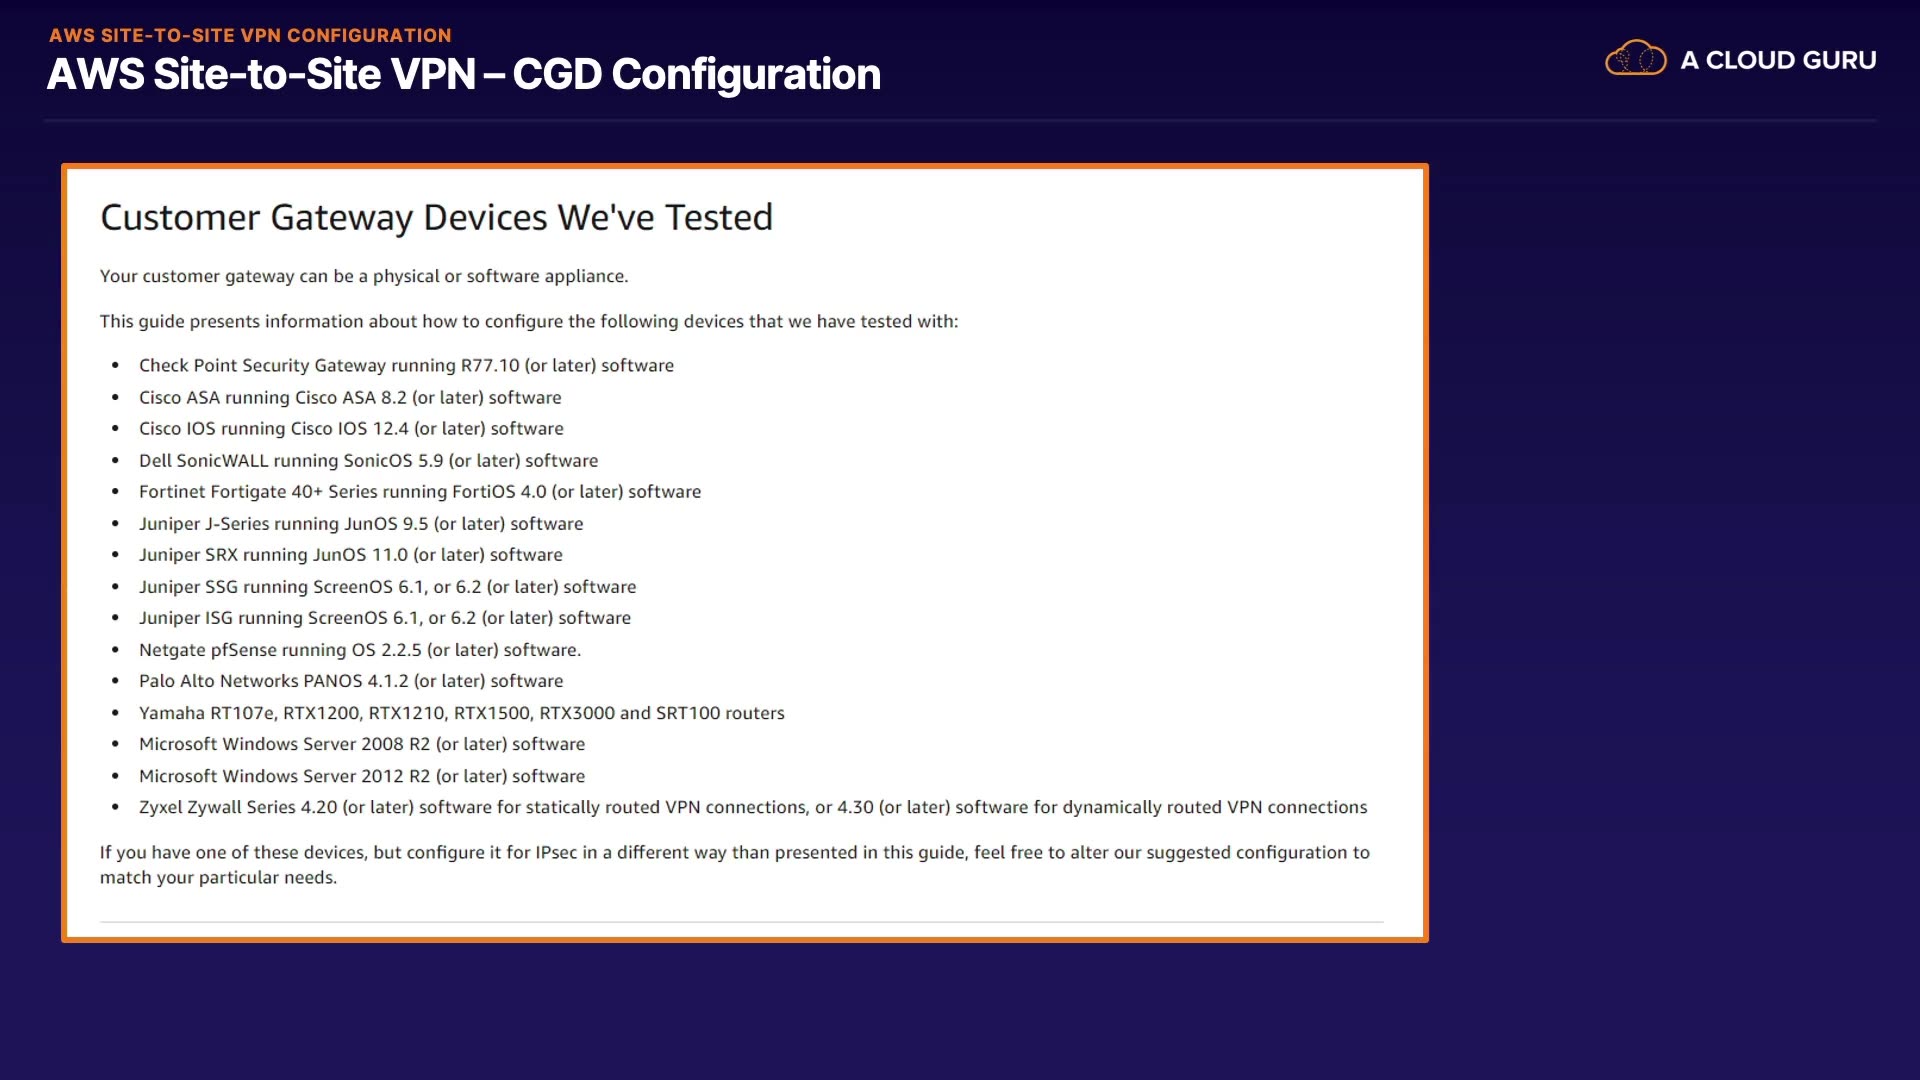 AWS SITE-TO-SITE VPN CONFIGURATION
AWS Site-to-Site VPN – CGD Configuration
A CLOUD GURU
Customer Gateway Devices We've Tested
Your customer gateway can be a physical or software appliance.
This guide presents information about how to configure the following devices that we have tested with:
• Check Point Security Gateway running R77.10 (or later) software
• Cisco ASA running Cisco ASA 8.2 (or later) software
• Cisco IOS running Cisco IOS 12.4 (or later) software
• Dell SonicWALL running SonicOS 5.9 (or later) software
• Fortinet Fortigate 40+ Series running FortiOS 4.0 (or later) software
• Juniper J-Series running JunOS 9.5 (or later) software
• Juniper SRX running JunOS 11.0 (or later) software
• Juniper SSG running ScreenOS 6.1, or 6.2 (or later) software
• Juniper ISG running ScreenOS 6.1, or 6.2 (or later) software
• Netgate pfSense running OS 2.2.5 (or later) software.
• Palo Alto Networks PANOS 4.1.2 (or later) software
• Yamaha RT107e, RTX1200, RTX1210, RTX1500, RTX3000 and SRT100 routers
• Microsoft Windows Server 2008 R2 (or later) software
• Microsoft Windows Server 2012 R2 (or later) software
• Zyxel Zywall Series 4.20 (or later) software for statically routed VPN connections, or 4.30 (or later) software for dynamically routed VPN connections
If you have one of these devices, but configure it for IPsec in a different way than presented in this guide, feel free to alter our suggested configuration to
match your particular needs.